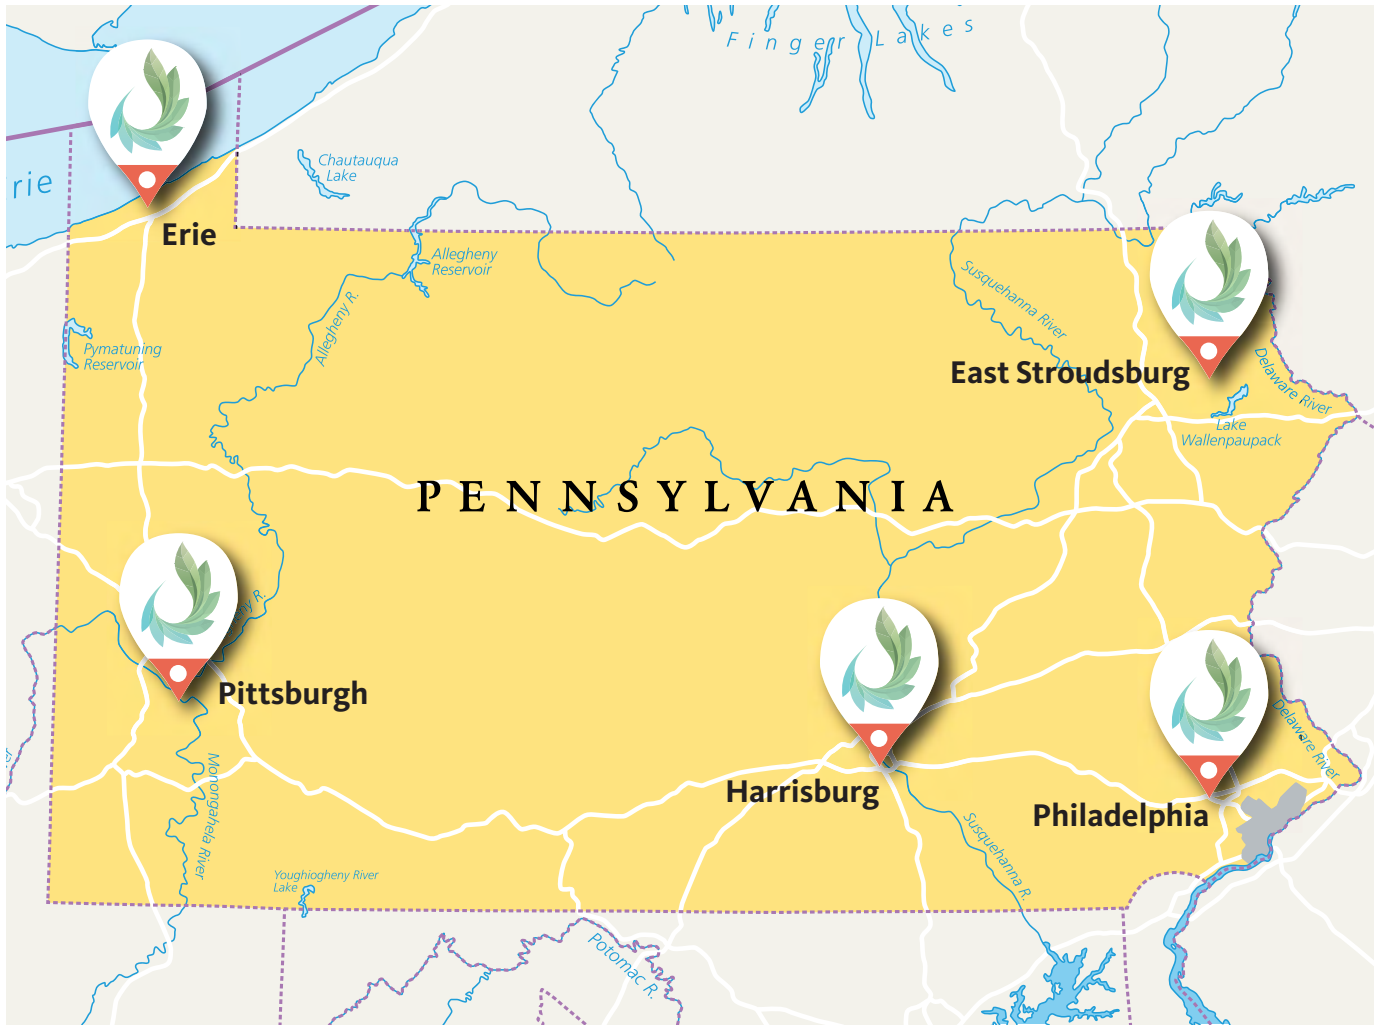 Finger Lakes
rie
Chautauqua
Lake
Erie
Allegheny
Reservoir
Allegheny R.
Susquehanna River
Pymatuning
Reservoir
East Stroudsburg
Delaware River
Lake
Wallenpaupack
PENNSYLVANIA
ny R.
Pittsburgh
Delaware River
Monongahela River
Harrisburg
Philadelphia
Susquehanna R.
Youghiogheny River
Lake
Potomac R.